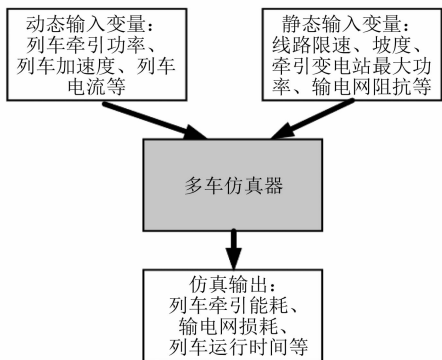 动态输入变量：
列车牵引功率、
列车加速度、列车
电流等
静态输入变量：
线路限速、坡度、
牵引变电站最大功
率、输电网阻抗等
多车仿真器
仿真输出：
列车牵引能耗、
输电网损耗、
列车运行时间等